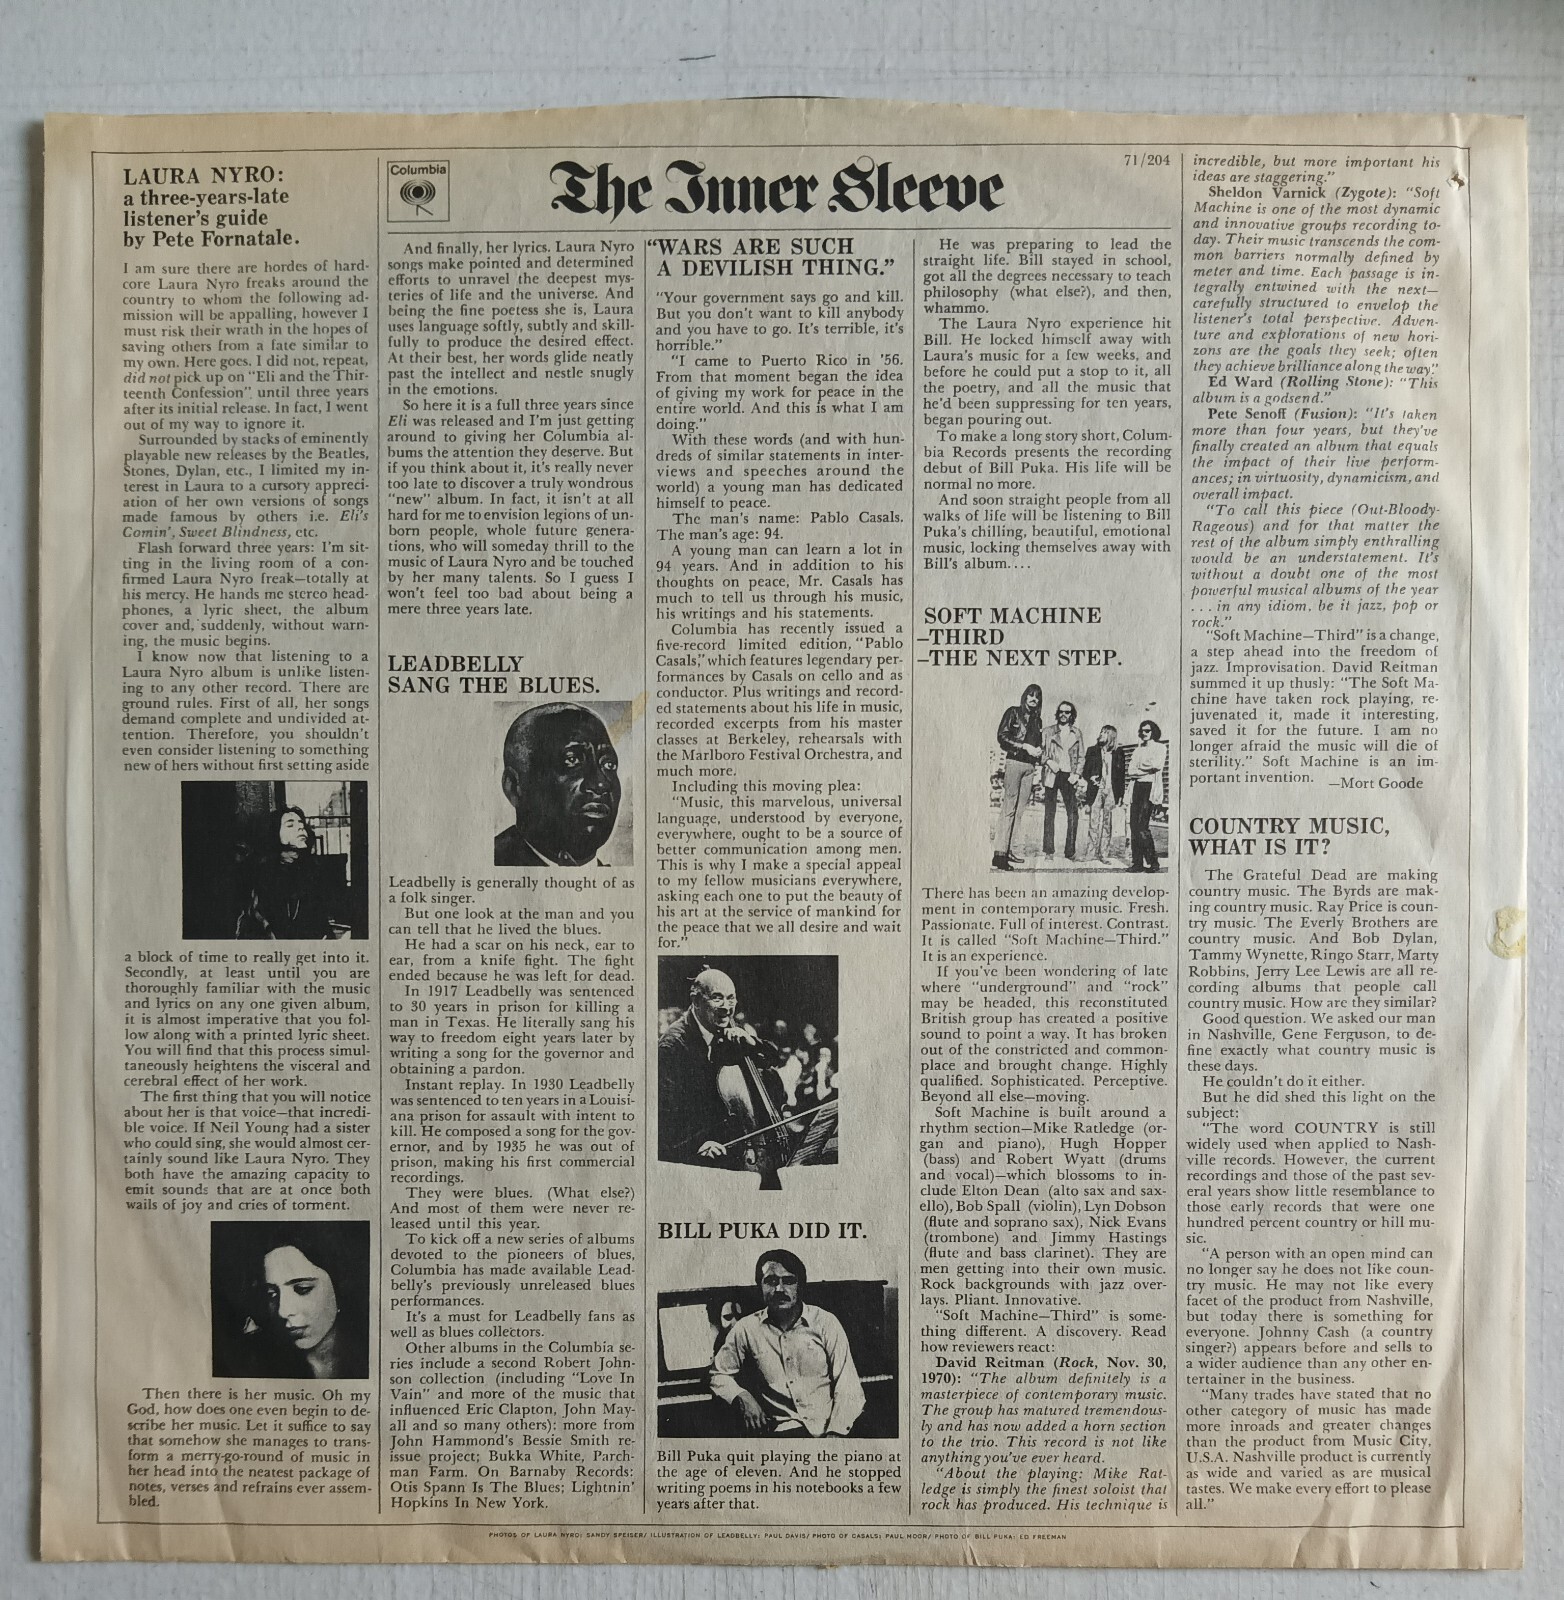 LAURA NYRO:
a three-years-late
listener's guide
by Pete Fornatale.
I am sure there are hordes of hard-
core Laura Nyro freaks around the
country to whom the following ad-
mission will be appalling, however I
must risk their wrath in the hopes of
saving others from a fate similar to
my own. Here goes. I did not, repeat,
did not pick up on "Eli and the Thir-
teenth Confession" until three years
after its initial release. In fact, I went
out of my way to ignore it.
Surrounded by stacks of eminently
playable new releases by the Beatles,
Stones, Dylan, etc., I limited my in-
terest in Laura to a cursory appreci-
ation of her own versions of songs
made famous by others i.e. Eli's
Comin', Sweet Blindness, etc.
Flash forward three years: I'm sit-
ting in the living room of a con-
firmed Laura Nyro freak—totally at
his mercy. He hands me stereo head-
phones, a lyric sheet, the album
cover and, suddenly, without warn-
ing, the music begins.
I know now that listening to a
Laura Nyro album is unlike listen-
ing to any other record. There are
ground rules. First of all, her songs
demand complete and undivided at-
tention. Therefore, you shouldn't
even consider listening to something
new of hers without first setting aside
a block of time to really get into it.
Secondly, at least until you are
thoroughly familiar with the music
and lyrics on any one given album,
it is almost imperative that you fol-
low along with a printed lyric sheet.
You will find that this process simul-
taneously heightens the visceral and
cerebral effect of her work.
The first thing that you will notice
about her is that voice—that incredi-
ble voice. If Neil Young had a sister
who could sing, she would almost cer-
tainly sound like Laura Nyro. They
both have the amazing capacity to
emit sounds that are at once both
wails of joy and cries of torment.
Then there is her music. Oh my
God, how does one even begin to de-
scribe her music. Let it suffice to say
that somehow she manages to trans-
form a merry-go-round of music in
her head into the neatest package of
notes, verses and refrains ever assem-
bled.
Columbia
The Inner Sleeve
71/204
And finally, her lyrics. Laura Nyro
songs make pointed and determined
efforts to unravel the deepest mys-
teries of life and the universe. And
being the fine poetess she is, Laura
uses language softly, subtly and skill-
fully to produce the desired effect.
At their best, her words glide neatly
past the intellect and nestle snugly
in the emotions.
So here it is a full three years since
Eli was released and I'm just getting
around to giving her Columbia al-
bums the attention they deserve. But
if you think about it, it's really never
too late to discover a truly wondrous
"new" album. In fact, it isn't at all
hard for me to envision legions of un-
born people, whole future genera-
tions, who will someday thrill to the
music of Laura Nyro and be touched
by her many talents. So I guess I
won't feel too bad about being a
mere three years late.
LEADBELLY
SANG THE BLUES.
Leadbelly is generally thought of as
a folk singer.
But one look at the man and you
can tell that he lived the blues.
He had a scar on his neck, ear to
ear, from a knife fight. The fight
ended because he was left for dead.
In 1917 Leadbelly was sentenced
to 30 years in prison for killing a
man in Texas. He literally sang his
way to freedom eight years later by
writing a song for the governor and
obtaining a pardon.
Instant replay. In 1930 Leadbelly
was sentenced to ten years in a Louisi-
ana prison for assault with intent to
kill. He composed a song for the gov-
ernor, and by 1935 he was out of
prison, making his first commercial
recordings.
They were blues. (What else?)
And most of them were never re-
leased until this year.
To kick off a new series of albums
devoted to the pioneers of blues,
Columbia has made available Lead-
belly's previously unreleased blues
performances.
It's a must for Leadbelly fans as
well as blues collectors.
Other albums in the Columbia se-
ries include a second Robert John-
son collection (including "Love In
Vain" and more of the music that
influenced Eric Clapton, John May-
all and so many others): more from
John Hammond's Bessie Smith re-
issue project; Bukka White, Parch-
man Farm. On Barnaby Records:
Otis Spann Is The Blues; Lightnin'
Hopkins In New York.
"WARS ARE SUCH
A DEVILISH THING."
"Your government says go and kill.
But you don't want to kill anybody
and you have to go. It's terrible, it's
horrible."
"I came to Puerto Rico in '56.
From that moment began the idea
of giving my work for peace in the
entire world. And this is what I am
doing."
With these words (and with hun-
dreds of similar statements in inter-
views and speeches around the
world) a young man has dedicated
himself to peace.
The man's name: Pablo Casals.
The man's age: 94.
A young man can learn a lot in
94 years. And in addition to his
thoughts on peace, Mr. Casals has
much to tell us through his music,
his writings and his statements.
Columbia has recently issued a
five-record limited edition, "Pablo
Casals," which features legendary per-
formances by Casals on cello and as
conductor. Plus writings and record-
ed statements about his life in music,
recorded excerpts from his master
classes at Berkeley, rehearsals with
the Marlboro Festival Orchestra, and
much more.
Including this moving plea:
"Music, this marvelous, universal
language, understood by everyone,
everywhere, ought to be a source of
better communication among men.
This is why I make a special appeal
to my fellow musicians everywhere,
asking each one to put the beauty of
his art at the service of mankind for
the peace that we all desire and wait
for."
BILL PUKA DID IT.
Bill Puka quit playing the piano at
the age of eleven. And he stopped
writing poems in his notebooks a few
years after that.
He was preparing to lead the
straight life. Bill stayed in school,
got all the degrees necessary to teach
philosophy (what else?), and then,
whammo.
The Laura Nyro experience hit
Bill. He locked himself away with
Laura's music for a few weeks, and
before he could put a stop to it, all
the poetry, and all the music that
he'd been suppressing for ten years,
began pouring out.
To make a long story short, Colum-
bia Records presents the recording
debut of Bill Puka. His life will be
normal no more.
And soon straight people from all
walks of life will be listening to Bill
Puka's chilling, beautiful, emotional
music, locking themselves away with
Bill's album....
SOFT MACHINE
–THIRD
–THE NEXT STEP.
There has been an amazing develop-
ment in contemporary music. Fresh.
Passionate. Full of interest. Contrast.
It is called "Soft Machine—Third."
It is an experience.
If you've been wondering of late
where "underground" and "rock"
may be headed, this reconstituted
British group has created a positive
sound to point a way. It has broken
out of the constricted and common-
place and brought change. Highly
qualified. Sophisticated. Perceptive.
Beyond all else—moving.
Soft Machine is built around a
rhythm section—Mike Ratledge (or-
gan and piano), Hugh Hopper
(bass) and Robert Wyatt (drums
and vocal)—which blossoms to in-
clude Elton Dean (alto sax and sax-
ello), Bob Spall (violin), Lyn Dobson
(flute and soprano sax), Nick Evans
(trombone) and Jimmy Hastings
(flute and bass clarinet). They are
men getting into their own music.
Rock backgrounds with jazz over-
lays. Pliant. Innovative.
"Soft Machine—Third" is some-
thing different. A discovery. Read
how reviewers react:
David Reitman (Rock, Nov. 30,
1970): "The album definitely is a
masterpiece of contemporary music.
The group has matured tremendous-
ly and has now added a horn section
to the trio. This record is not like
anything you've ever heard.
"About the playing: Mike Rat-
ledge is simply the finest soloist that
rock has produced. His technique is
incredible, but more important his
ideas are staggering."
Sheldon Varnick (Zygote): "Soft
Machine is one of the most dynamic
and innovative groups recording to-
day. Their music transcends the com-
mon barriers normally defined by
meter and time. Each passage is in-
tegrally entwined with the next—
carefully structured to envelop the
listener's total perspective. Adven-
ture and explorations of new hori-
zons are the goals they seek; often
they achieve brilliance along the way."
Ed Ward (Rolling Stone): "This
album is a godsend."
Pete Senoff (Fusion): "It's taken
more than four years, but they've
finally created an album that equals
the impact of their live perform-
ances; in virtuosity, dynamicism, and
overall impact.
"To call this piece (Out-Bloody-
Rageous) and for that matter the
rest of the album simply enthralling
would be an understatement. It's
without a doubt one of the most
powerful musical albums of the year
. . . in any idiom, be it jazz, pop or
rock."
"Soft Machine—Third" is a change,
a step ahead into the freedom of
jazz. Improvisation. David Reitman
summed it up thusly: "The Soft Ma-
chine have taken rock playing, re-
juvenated it, made it interesting,
saved it for the future. I am no
longer afraid the music will die of
sterility." Soft Machine is an im-
portant invention.
—Mort Goode
COUNTRY MUSIC,
WHAT IS IT?
The Grateful Dead are making
country music. The Byrds are mak-
ing country music. Ray Price is coun-
try music. The Everly Brothers are
country music. And Bob Dylan,
Tammy Wynette, Ringo Starr, Marty
Robbins, Jerry Lee Lewis are all re-
cording albums that people call
country music. How are they similar?
Good question. We asked our man
in Nashville, Gene Ferguson, to de-
fine exactly what country music is
these days.
He couldn't do it either.
But he did shed this light on the
subject:
"The word COUNTRY is still
widely used when applied to Nash-
ville records. However, the current
recordings and those of the past sev-
eral years show little resemblance to
those early records that were one
hundred percent country or hill mu-
sic.
"A person with an open mind can
no longer say he does not like coun-
try music. He may not like every
facet of the product from Nashville,
but today there is something for
everyone. Johnny Cash (a country
singer?) appears before and sells to
a wider audience than any other en-
tertainer in the business.
"Many trades have stated that no
other category of music has made
more inroads and greater changes
than the product from Music City,
U.S.A. Nashville product is currently
as wide and varied as are musical
tastes. We make every effort to please
all."
PHOTOS OF LAURA NYRO: SANDY SPEISER/ ILLUSTRATION OF LEADBELLY: PAUL DAVIS/ PHOTO OF CASALS: PAUL MOOR/ PHOTO OF BILL PUKA: ED FREEMAN